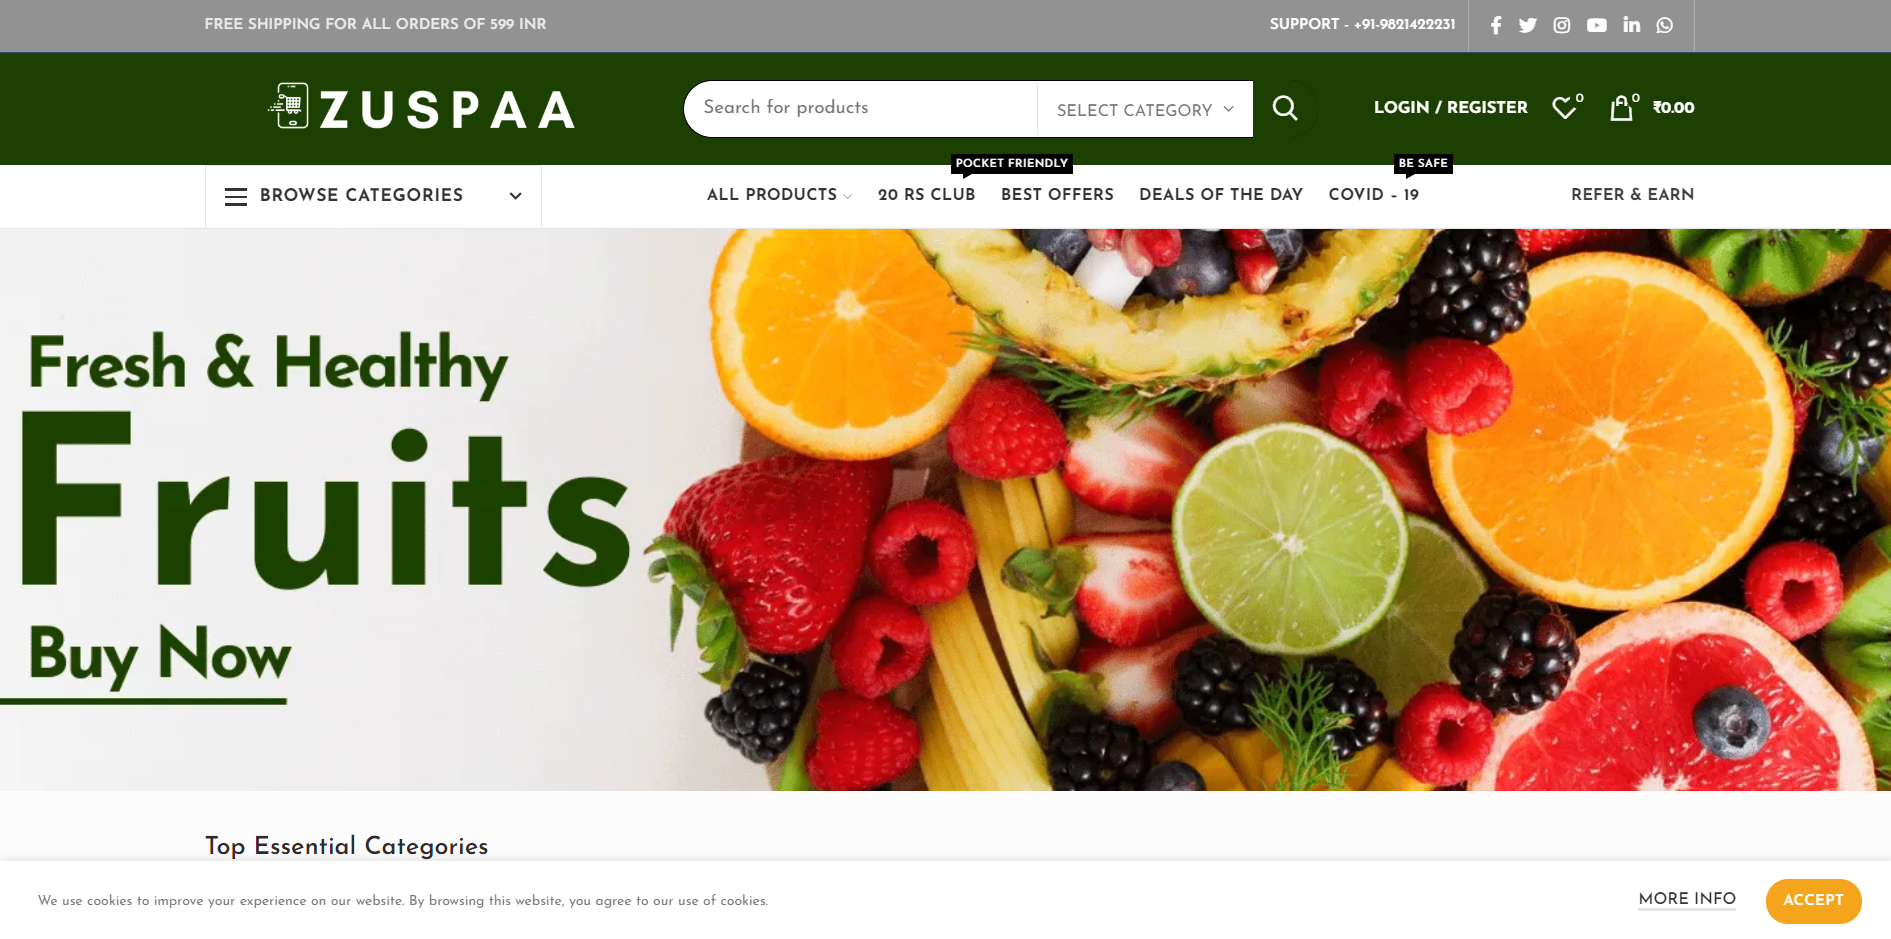 FREE SHIPPING FOR ALL ORDERS OF 599 INR
SUPPORT - +91-9821422231
ZUSPAA
Search for products
SELECT CATEGORY
LOGIN / REGISTER
0
0
₹0.00
POCKET FRIENDLY
BE SAFE
BROWSE CATEGORIES
ALL PRODUCTS
20 RS CLUB
BEST OFFERS
DEALS OF THE DAY
COVID – 19
REFER & EARN
Fresh & Healthy
Fruits
Buy Now
Top Essential Categories
We use cookies to improve your experience on our website. By browsing this website, you agree to our use of cookies.
MORE INFO
ACCEPT